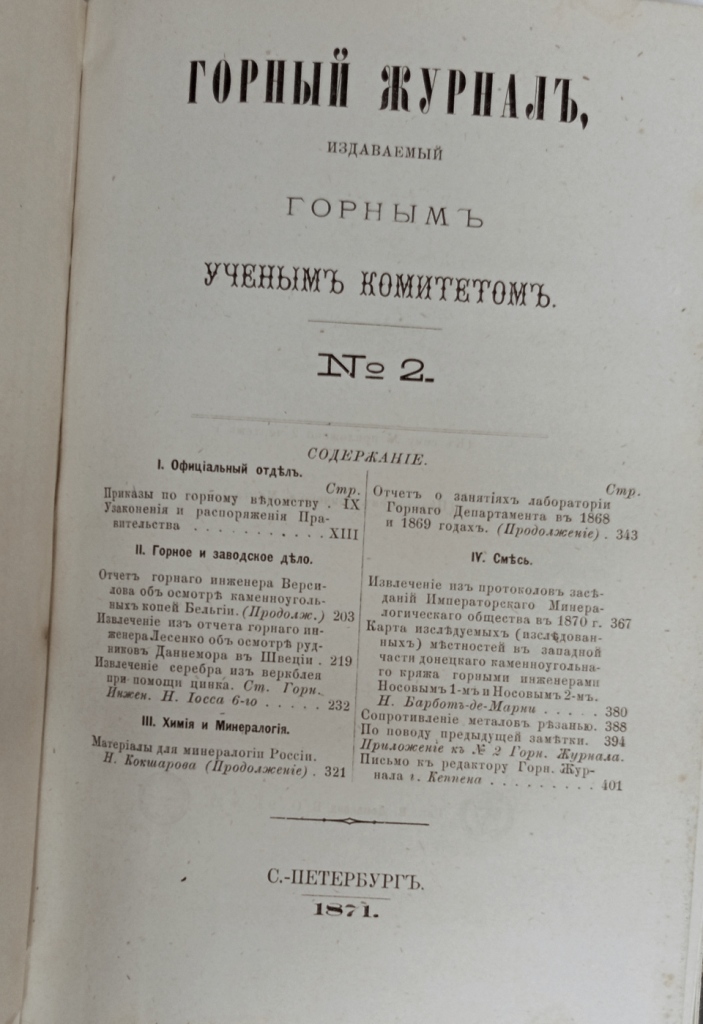 ГОРНЫЙ ЖУРНАЛЪ,
ИЗДАВАЕМЫЙ
ГОРНЫМЪ
УЧЕНЫМЪ КОМИТЕТОМЪ.
№ 2.
СОДЕРЖАНІЕ.
I. Офиціальный отдѣлъ.
Стр.
Приказы по горному вѣдомству . IX
Узаконенія и распоряженія Пра-
вительства . . . . . . . . . . XIII
II. Горное и заводское дѣло.
Отчетъ горнаго инженера Верси-
лова объ осмотрѣ каменноуголь-
ныхъ копей Бельгіи. (Продолж.) 203
Извлеченіе изъ отчета горнаго ин-
женера Лесенко объ осмотрѣ руд-
никовъ Даннемора въ Швеціи . 219
Извлеченіе серебра изъ веркблея
при помощи цинка. Ст. Горн.
Инжен. Н. Іосса 6-го . . . . . 232
III. Химія и Минералогія.
Матеріалы для минералогіи Россіи.
Н. Кокшарова (Продолженіе) . 321
Стр.
Отчетъ о занятіяхъ лабораторіи
Горнаго Департамента въ 1868
и 1869 годахъ. (Продолженіе) . 343
IV. Смѣсь.
Извлеченіе изъ протоколовъ засѣ-
даній Императорскаго Минера-
логическаго общества въ 1870 г. 367
Карта изслѣдуемыхъ (изслѣдован-
ныхъ) мѣстностей въ западной
части донецкаго каменноугольна-
го кряжа горными инженерами
Носовымъ 1-мъ и Носовымъ 2-мъ.
Н. Барботъ-де-Марни . . . . . 380
Сопротивленіе металовъ рѣзанью. 388
По поводу предыдущей замѣтки. 394
Приложеніе къ № 2 Горн. Журнала.
Письмо къ редактору Горн. Жур-
нала г. Кеппена . . . . . . . . . 401
С.-ПЕТЕРБУРГЪ.
1871.